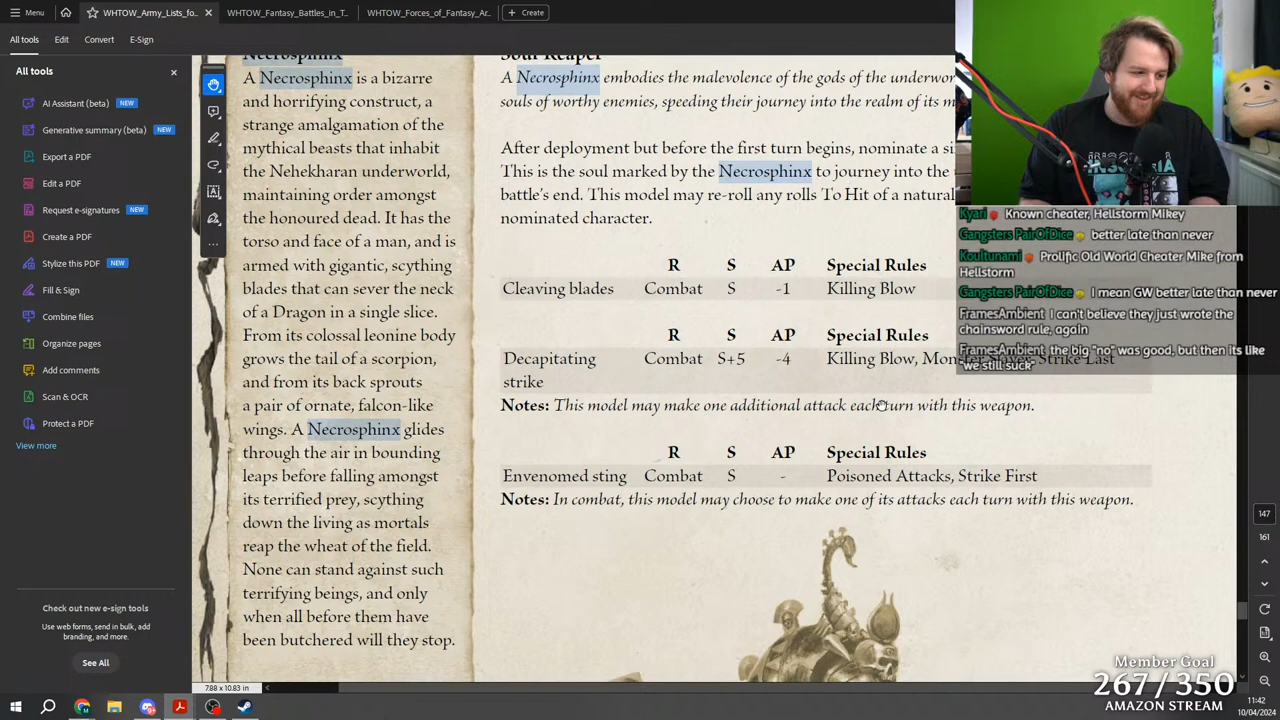 Menu
WHTOW_Army_Lists_fo...
WHTOW_Fantasy_Battles_in_T...
WHTOW_Forces_of_Fantasy_Ar...
Create
All tools
Edit
Convert
E-Sign
All tools
AI Assistant (beta) NEW
Generative summary (beta) NEW
Export a PDF
Edit a PDF
Request e-signatures NEW
Create a PDF
Stylize this PDF NEW
Fill & Sign
Combine files
Organize pages
Add comments
Scan & OCR
Protect a PDF
View more
Check out new e-sign tools
Use web forms, send in bulk, add
branding, and more.
See All
Necrosphinx
A Necrosphinx is a bizarre
and horrifying construct, a
strange amalgamation of the
mythical beasts that inhabit
the Nehekharan underworld,
maintaining order amongst
the honoured dead. It has the
torso and face of a man, and is
armed with gigantic, scything
blades that can sever the neck
of a Dragon in a single slice.
From its colossal leonine body
grows the tail of a scorpion,
and from its back sprouts
a pair of ornate, falcon-like
wings. A Necrosphinx glides
through the air in bounding
leaps before falling amongst
its terrified prey, scything
down the living as mortals
reap the wheat of the field.
None can stand against such
terrifying beings, and only
when all before them have
been butchered will they stop.
Soul Reaper
A Necrosphinx embodies the malevolence of the gods of the underwor
souls of worthy enemies, speeding their journey into the realm of its m
After deployment but before the first turn begins, nominate a si
This is the soul marked by the Necrosphinx to journey into the
battle's end. This model may re-roll any rolls To Hit of a natural
nominated character.
R S AP Special Rules
Cleaving blades Combat S -1 Killing Blow
R S AP Special Rules
Decapitating Combat S+5 -4 Killing Blow, Monster Slayer, Strike Last
strike
Notes: This model may make one additional attack each turn with this weapon.
R S AP Special Rules
Envenomed sting Combat S - Poisoned Attacks, Strike First
Notes: In combat, this model may choose to make one of its attacks each turn with this weapon.
Kyari Known cheater, Hellstorm Mikey
Gangsters PairOfDice better late than never
Koultunami Prolific Old World Cheater Mike from
Hellstorm
Gangsters PairOfDice I mean GW better late than never
FramesAmbient I can't believe they just wrote the
chainsword rule, again
FramesAmbient the big "no" was good, but then its like
"we still suck"
147
161
7.88 x 10.83 in
Member Goal
267/350
AMAZON STREAM
11:42
10/04/2024